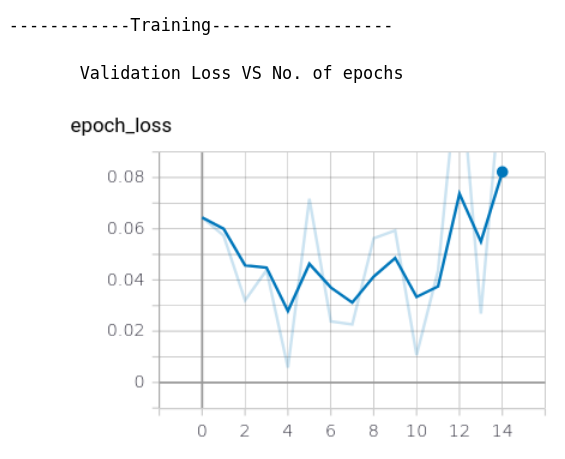 ------------Training------------------
Validation Loss VS No. of epochs
epoch_loss
0.08
0.06
0.04
0.02
0
0 2 4 6 8 10 12 14